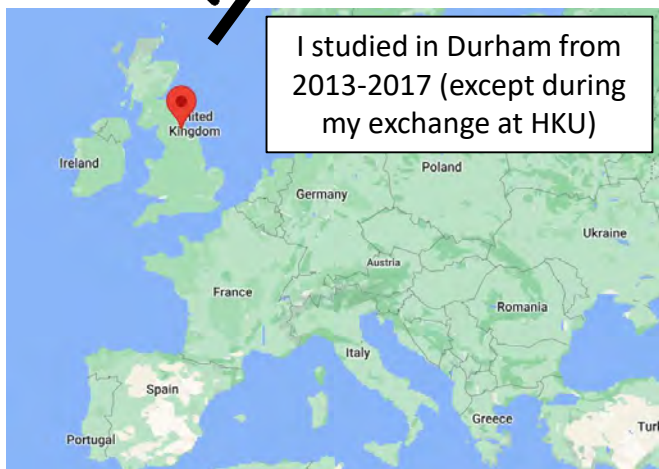 I studied in Durham from
2013-2017 (except during
my exchange at HKU)
United
Kingdom
Ireland
Poland
Germany
Ukraine
Austria
France
Romania
Italy
Spain
Greece
Portugal